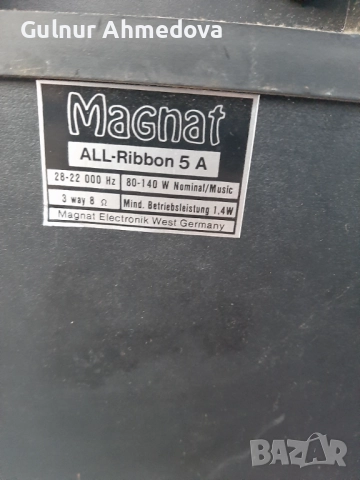 Gulnur Ahmedova
Magnat
ALL-Ribbon 5 A
28-22 000 Hz 80-140 W Nominal/Music
3 way 8 Ω Mind. Betriebsleistung 1,4W
Magnat Electronik West Germany
BAZAR
bg